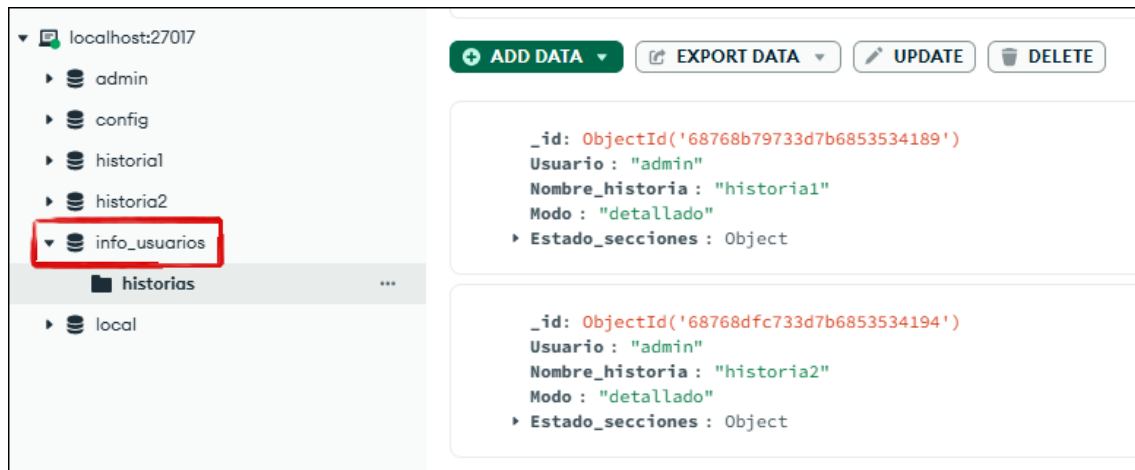 localhost:27017
admin
config
historia1
historia2
info_usuarios
historias
local
ADD DATA
EXPORT DATA
UPDATE
DELETE
_id: ObjectId('68768b79733d7b6853534189')
Usuario : "admin"
Nombre_historia : "historia1"
Modo : "detallado"
Estado_secciones : Object
_id: ObjectId('68768dfc733d7b6853534194')
Usuario : "admin"
Nombre_historia : "historia2"
Modo : "detallado"
Estado_secciones : Object